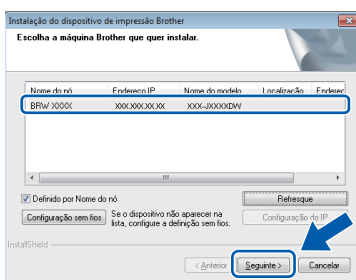 Instalação do dispositivo de impressão Brother
Escolha a máquina Brother que quer instalar.
Nome do nó Endereço IP Nome do modelo Localização Endereç
BRW XXXX XXX.XXX.XX.XX XXX-JXXXXDW
Definido por Nome do nó
Refresque
Configuração sem fios
Se o dispositivo não aparecer na
lista, configure a definição sem fios.
Configuração do IP
InstallShield
< Anterior
Seguinte >
Cancelar